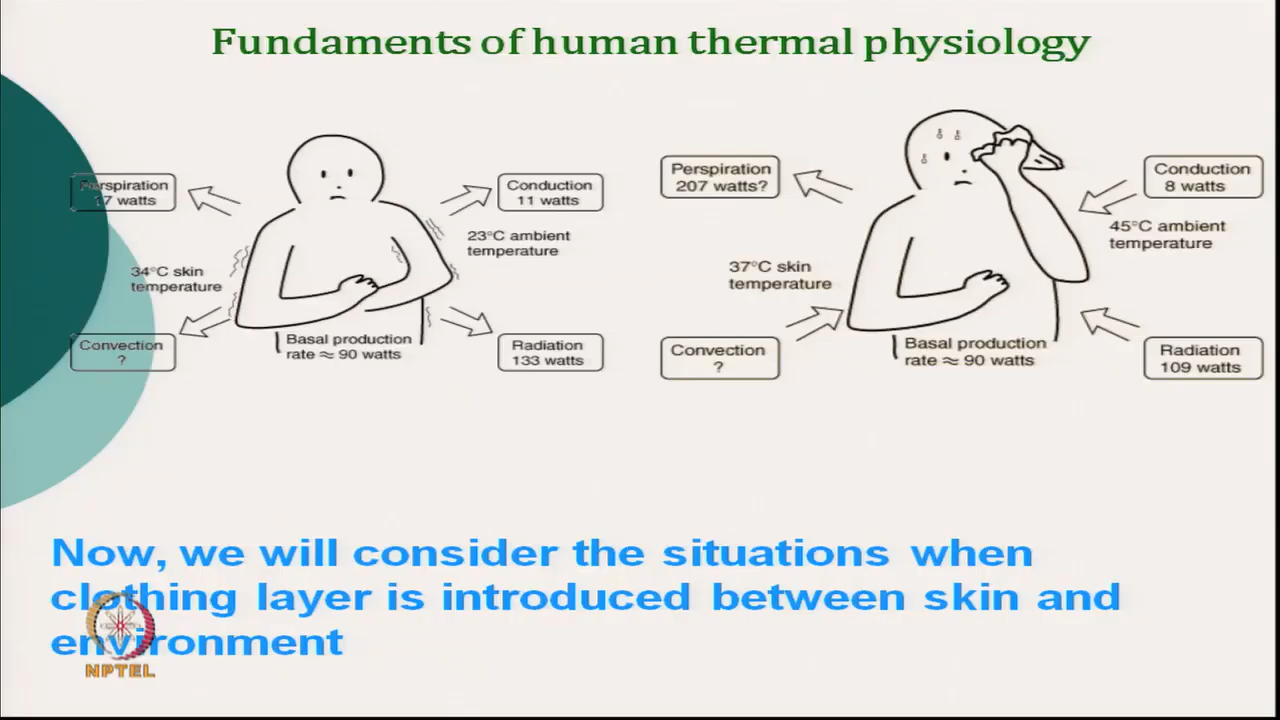 Fundaments of human thermal physiology
Perspiration
17 watts
Conduction
11 watts
23°C ambient
temperature
34°C skin
temperature
Convection
?
Basal production
rate ≈ 90 watts
Radiation
133 watts
Perspiration
207 watts?
Conduction
8 watts
45°C ambient
temperature
37°C skin
temperature
Convection
?
Basal production
rate ≈ 90 watts
Radiation
109 watts
Now, we will consider the situations when
clothing layer is introduced between skin and
environment
NPTEL